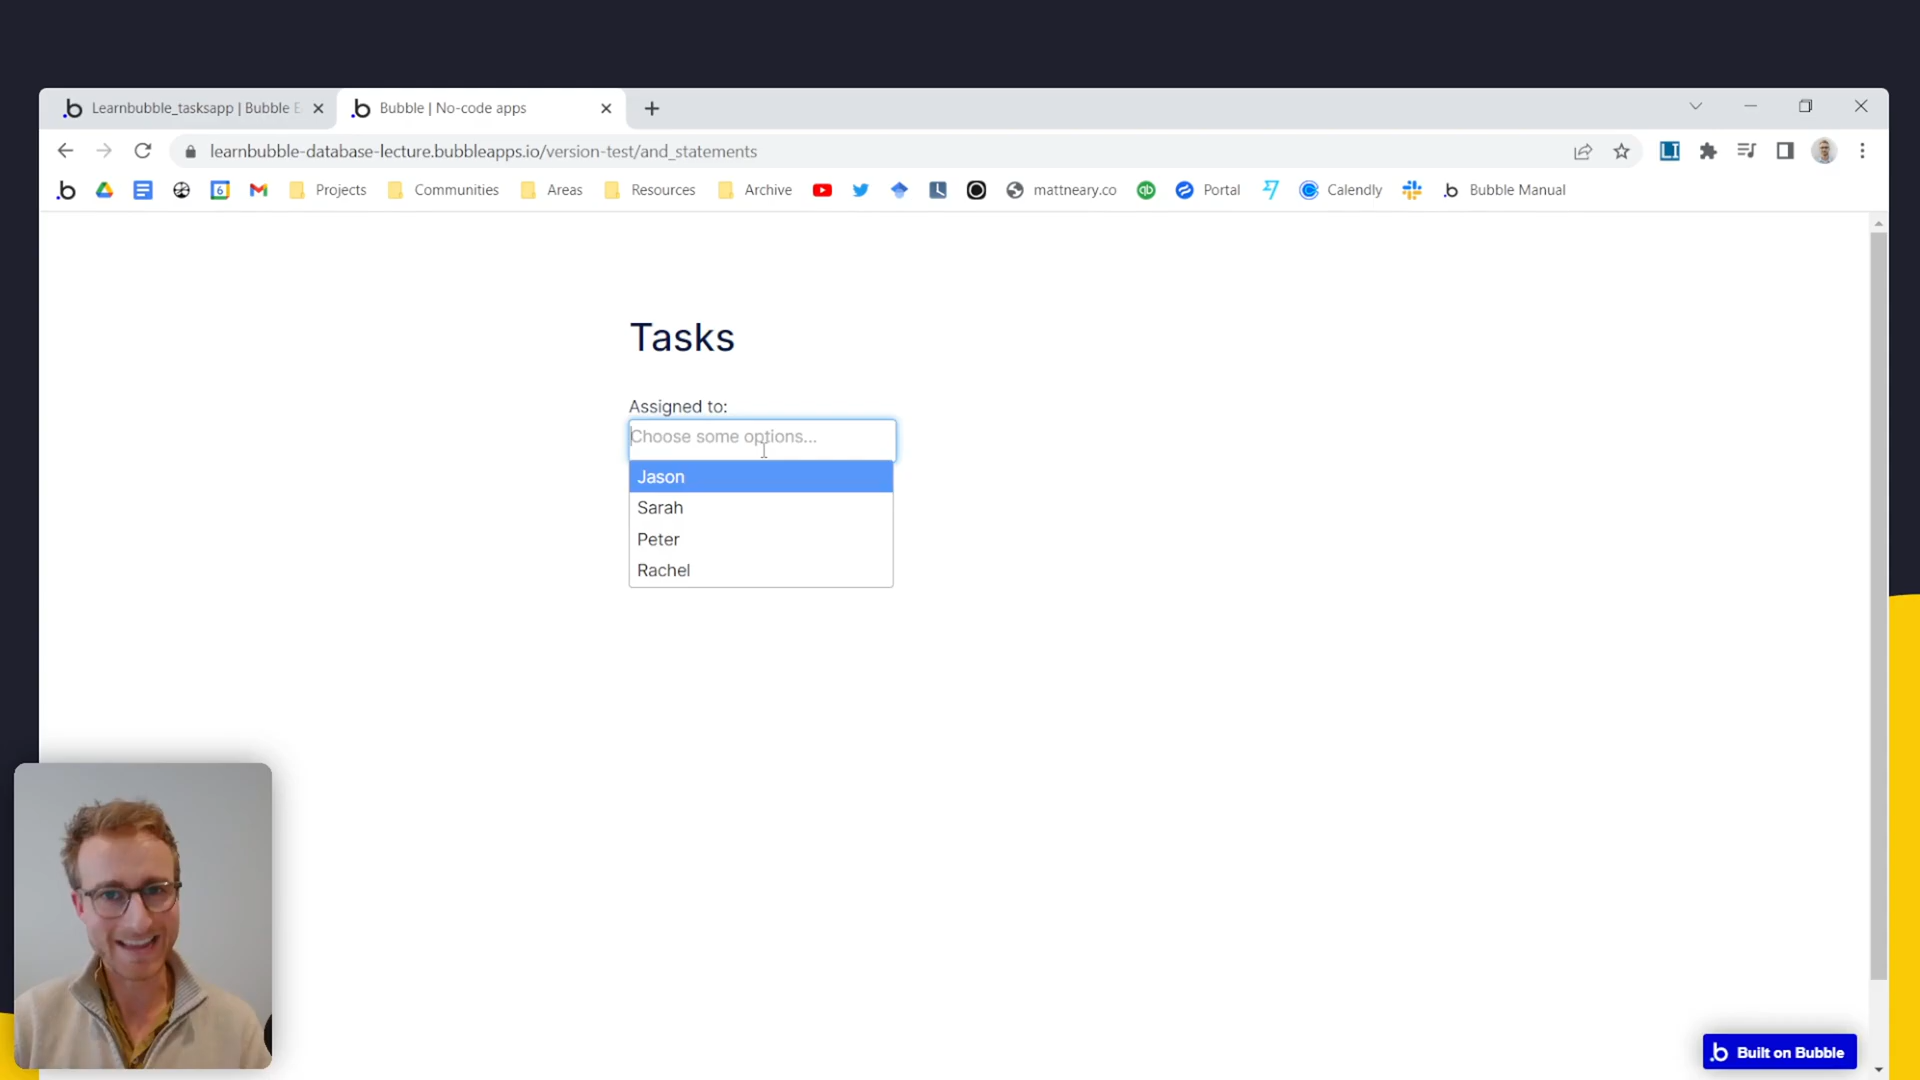 Learnbubble_tasksapp | Bubble E
Bubble | No-code apps
learnbubble-database-lecture.bubbleapps.io/version-test/and_statements
Projects
Communities
Areas
Resources
Archive
mattneary.co
Portal
Calendly
Bubble Manual
Tasks
Assigned to:
Choose some options...
Jason
Sarah
Peter
Rachel
Built on Bubble